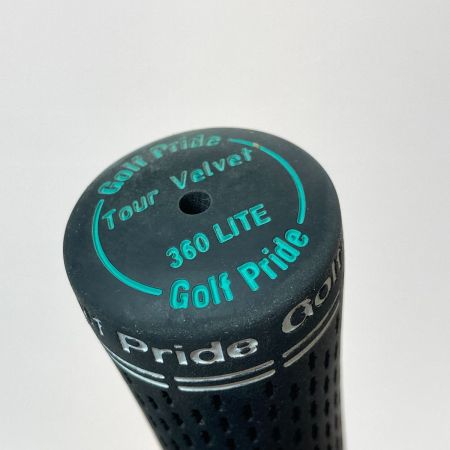 Golf Pride
Tour Velvet
360 LITE
Golf Pride
Pride Golf